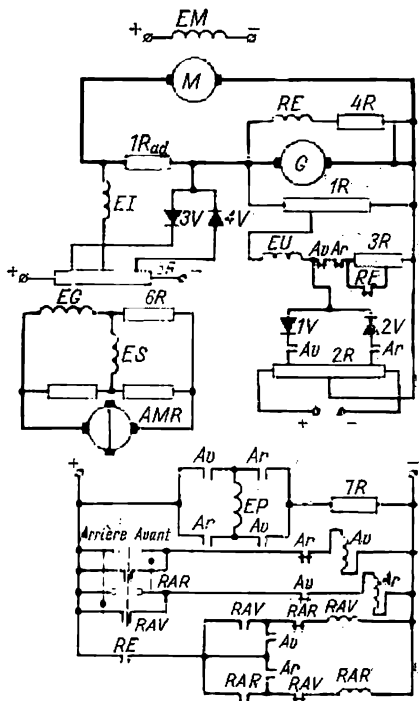 + EM −
M
RE 4R
1Rad G
1R
EI 3V 4V
EU Av Ar 3R
RE
+ 5R −
EG 6R
1V 2V
Av Ar
ES 2R
AMR
+ −
+ −
Av Ar
EP 7R
Ar Av
Arrière Avant Ar Av
RAR Av Ar
RAV
RAV RAR RAV
Av
RE Ar
RAR RAV RAR